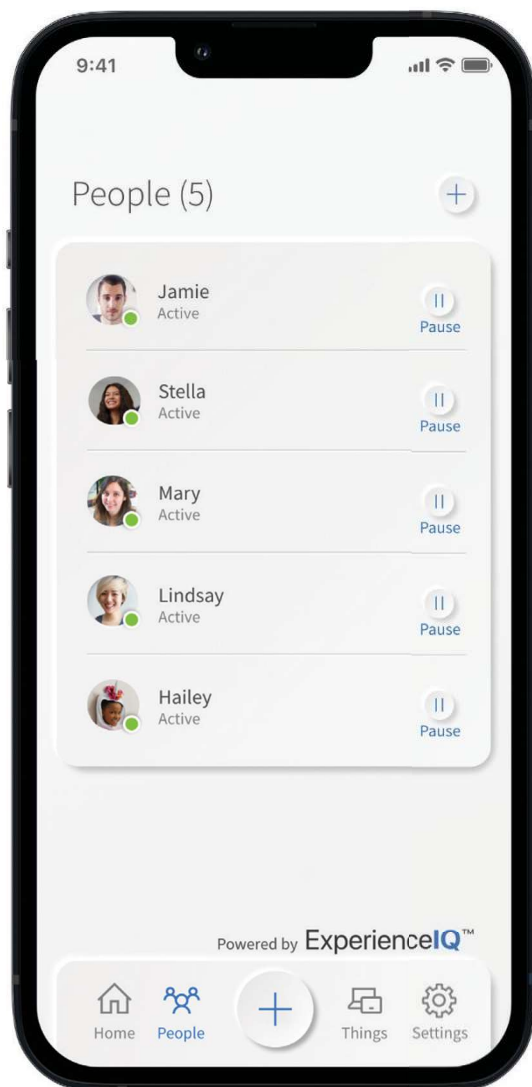 9:41
People (5)
Jamie
Active
Pause
Stella
Active
Pause
Mary
Active
Pause
Lindsay
Active
Pause
Hailey
Active
Pause
Powered by ExperienceIQ™
Home People Things Settings